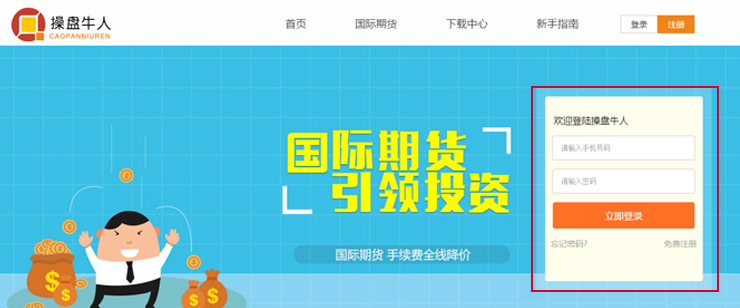 操盘牛人
CAOPANNIUREN
首页 国际期货 下载中心 新手指南 登录 注册
国际期货
引领投资
国际期货 手续费全线降价
欢迎登陆操盘牛人
请输入手机号码
请输入密码
立即登录
忘记密码? 免费注册
$
$
$